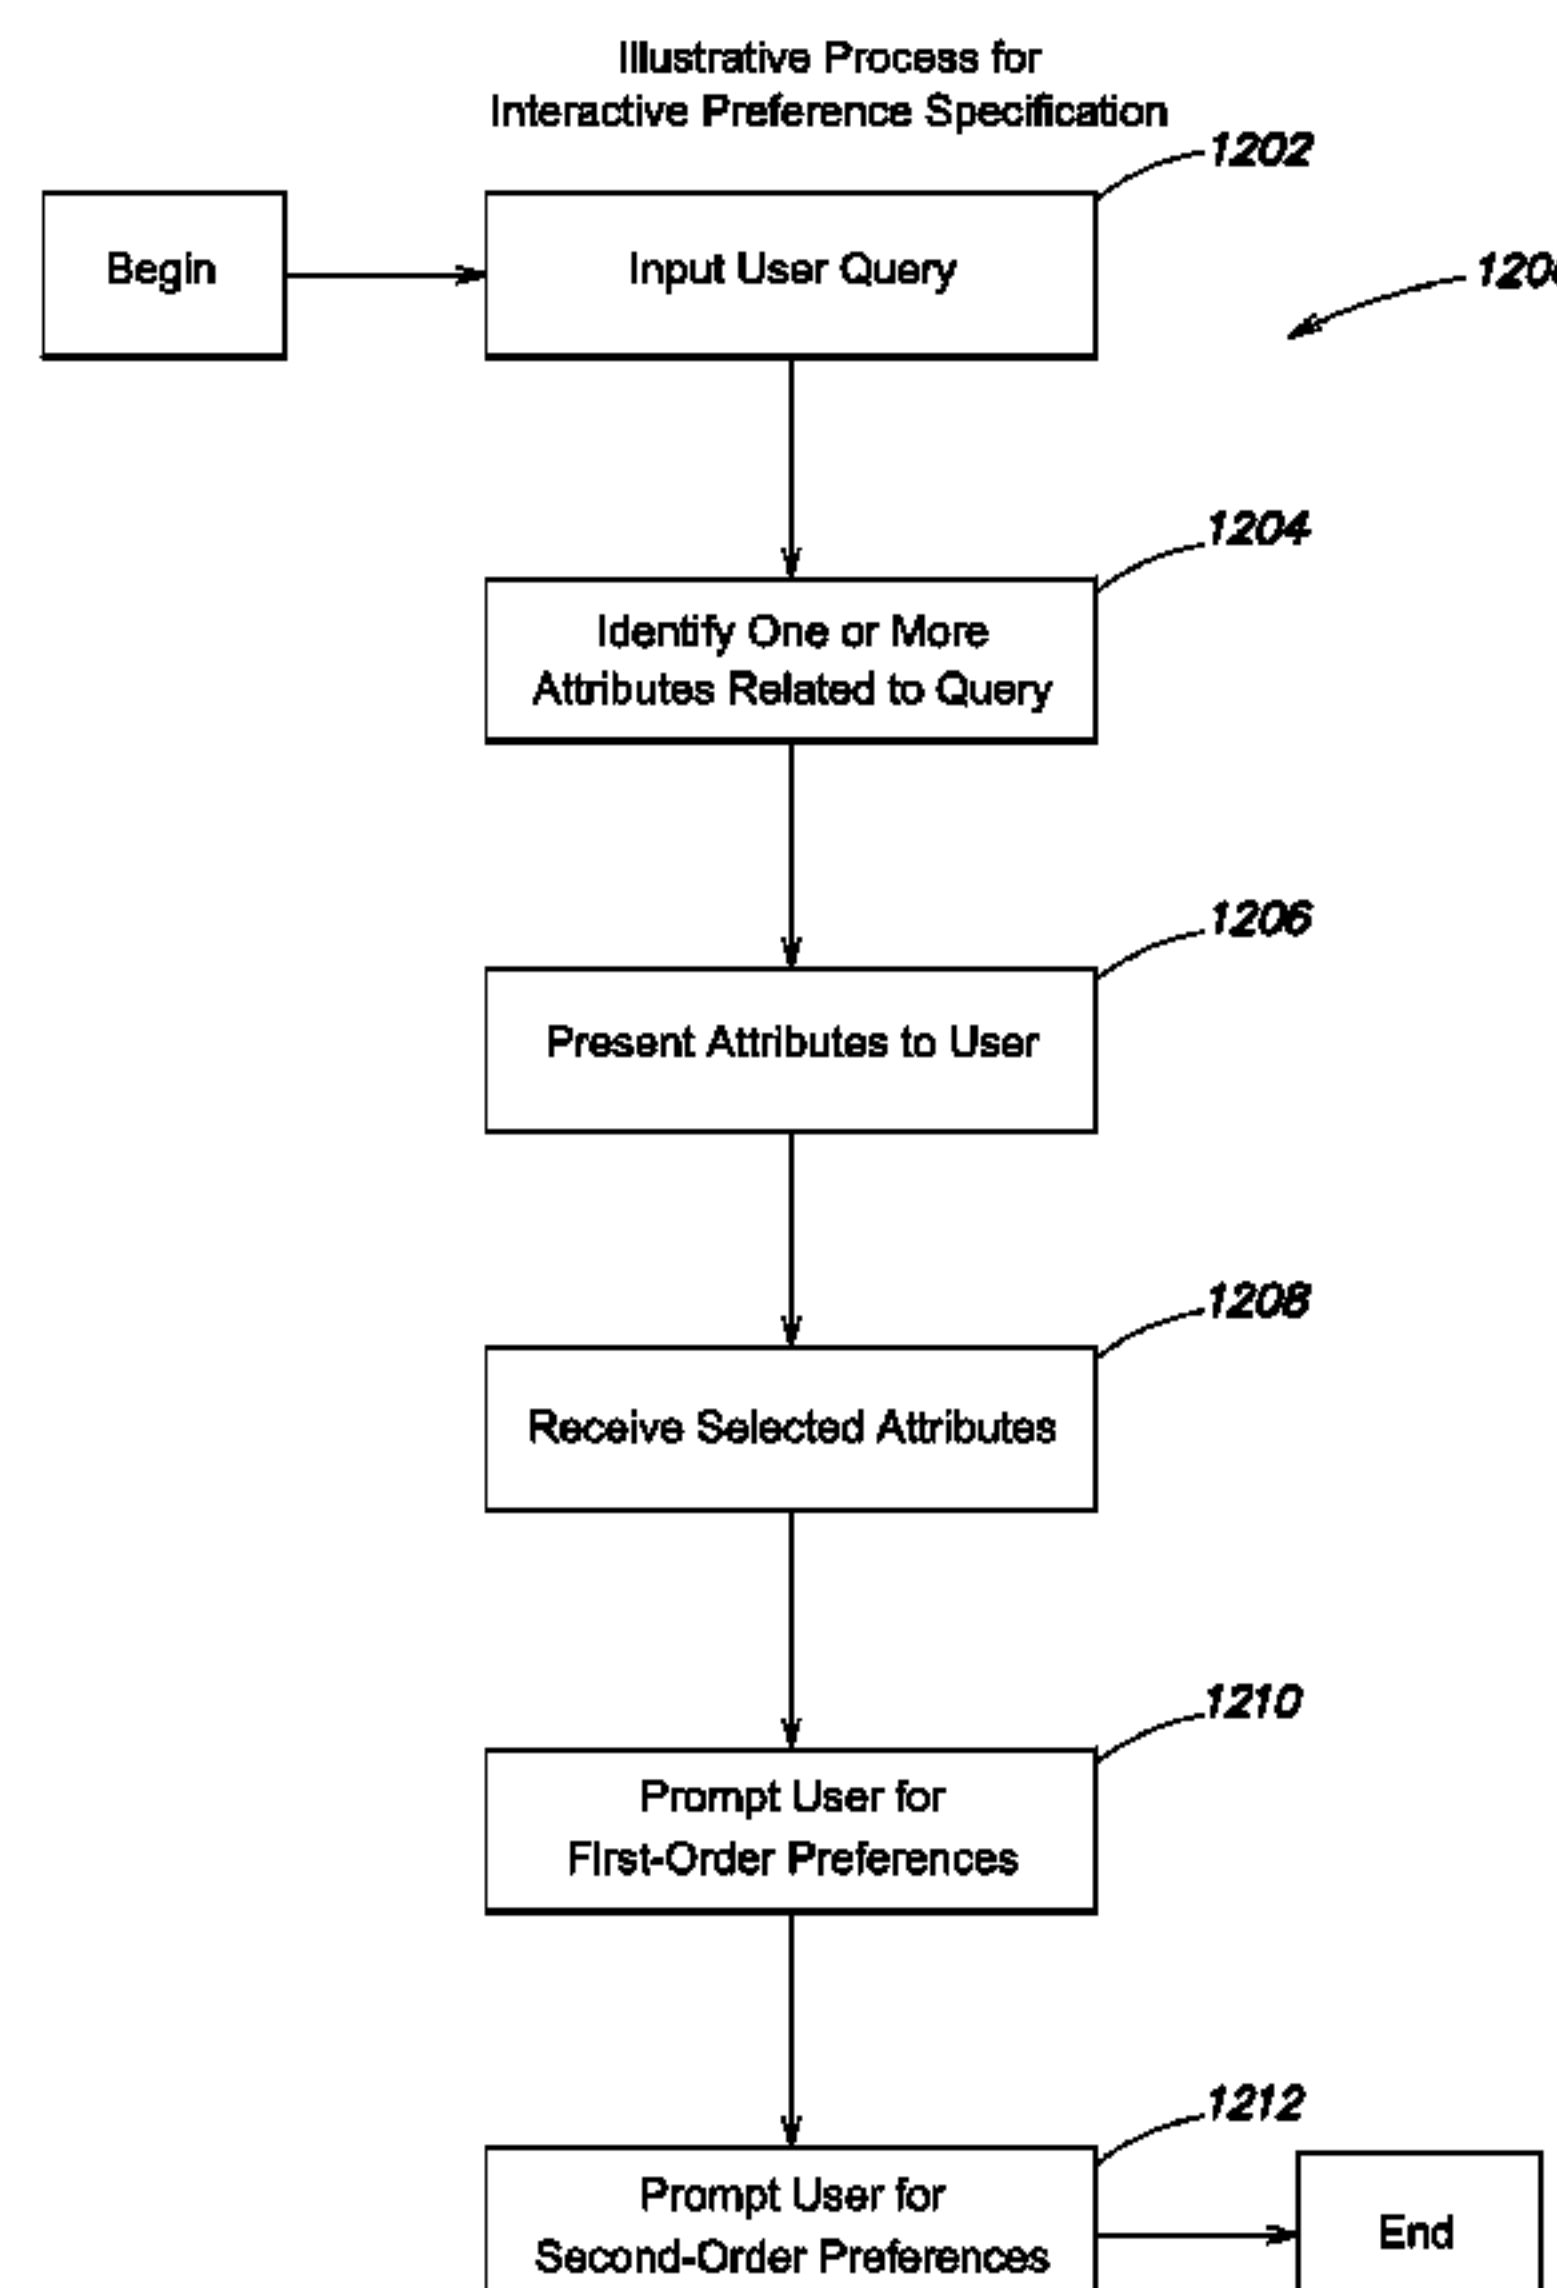 Illustrative Process for
Interactive Preference Specification
1202
Begin
Input User Query
1204
Identify One or More
Attributes Related to Query
1206
Present Attributes to User
1208
Receive Selected Attributes
1210
Prompt User for
First-Order Preferences
1212
Prompt User for
Second-Order Preferences
End